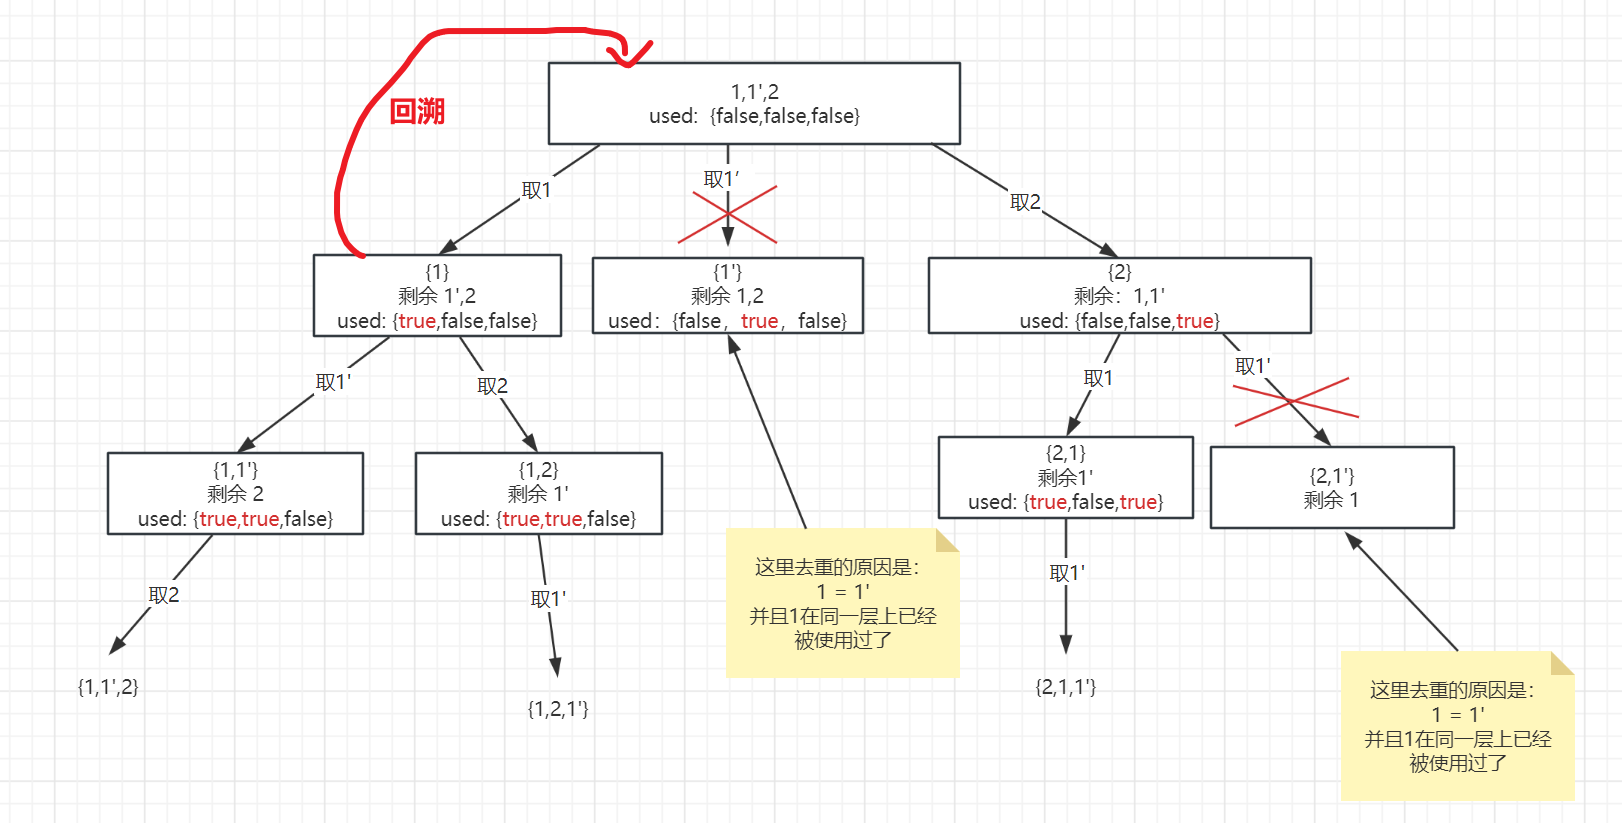 1,1',2
used:  {false,false,false}
回溯
取1
取1’
取2
{1}
剩余 1',2
used: {true,false,false}
{1'}
剩余 1,2
used：{false，true，false}
{2}
剩余：1,1'
used: {false,false,true}
取1'
取2
取1
取1'
{1,1'}
剩余 2
used: {true,true,false}
{1,2}
剩余 1'
used: {true,true,false}
{2,1}
剩余1'
used: {true,false,true}
{2,1'}
剩余 1
取2
取1'
取1'
这里去重的原因是：
1 = 1'
并且1在同一层上已经
被使用过了
{1,1',2}
{1,2,1'}
{2,1,1'}
这里去重的原因是：
1 = 1'
并且1在同一层上已经
被使用过了